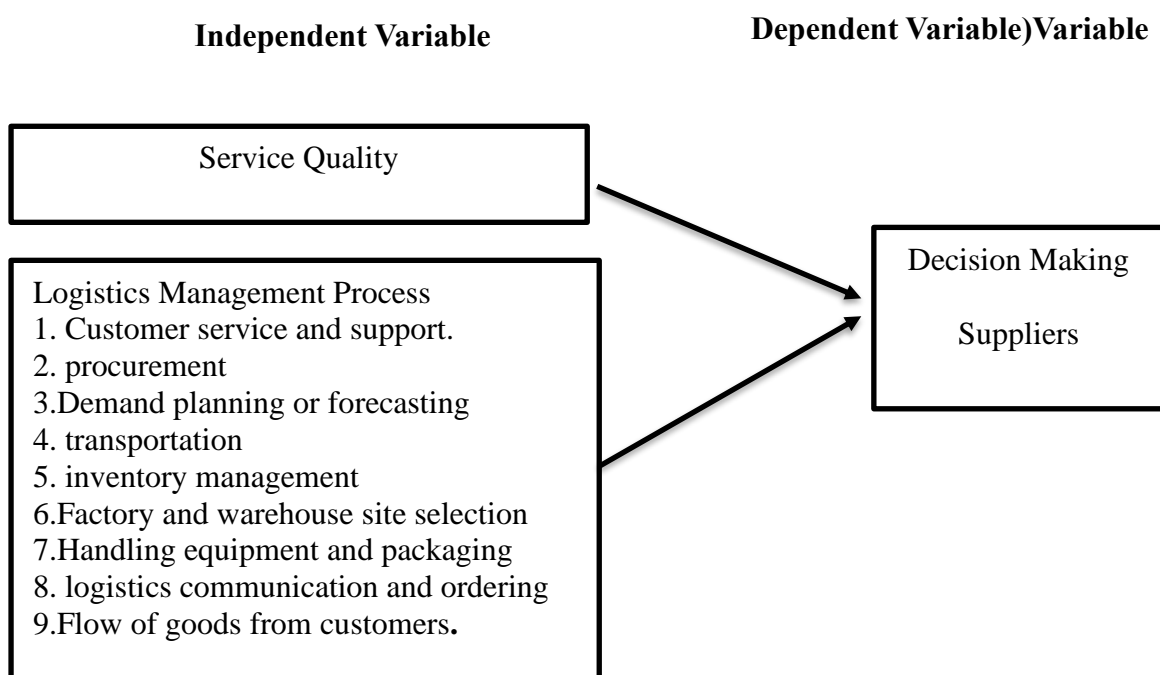 Independent Variable
Dependent Variable)Variable
Service Quality
Logistics Management Process
1. Customer service and support.
2. procurement
3.Demand planning or forecasting
4. transportation
5. inventory management
6.Factory and warehouse site selection
7.Handling equipment and packaging
8. logistics communication and ordering
9.Flow of goods from customers.
Decision Making
Suppliers